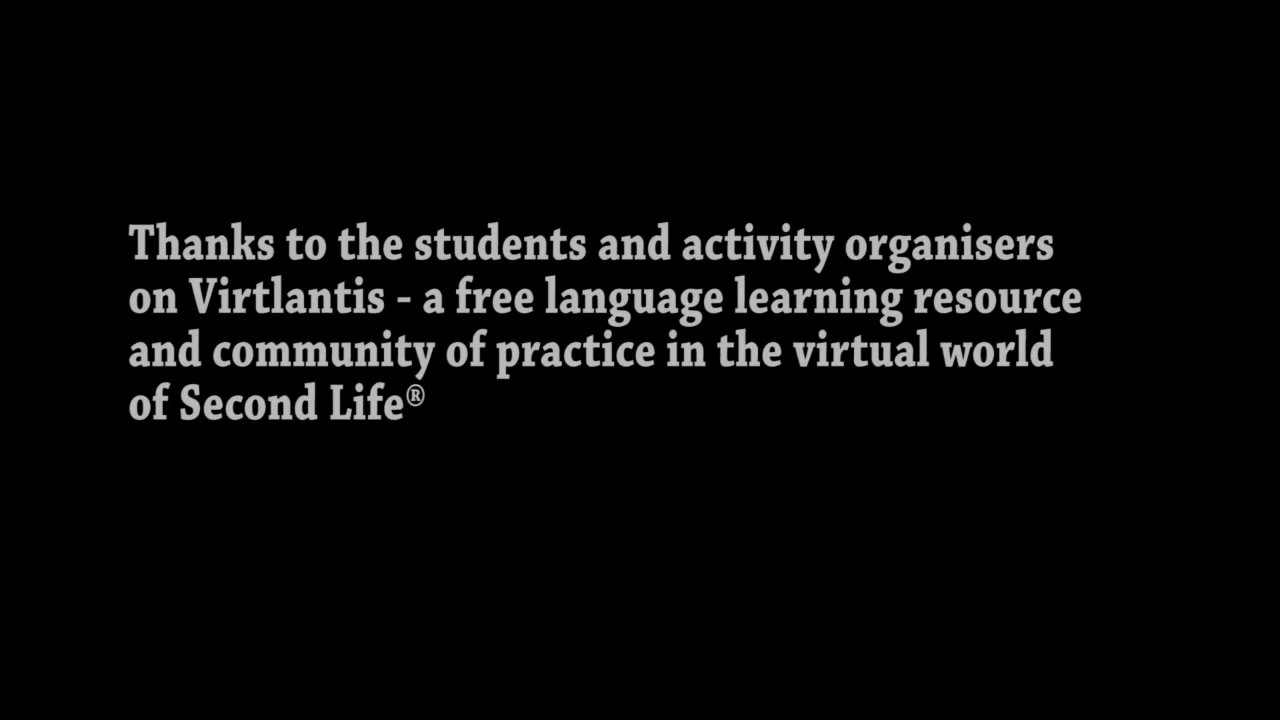 Thanks to the students and activity organisers
on Virtlantis - a free language learning resource
and community of practice in the virtual world
of Second Life®